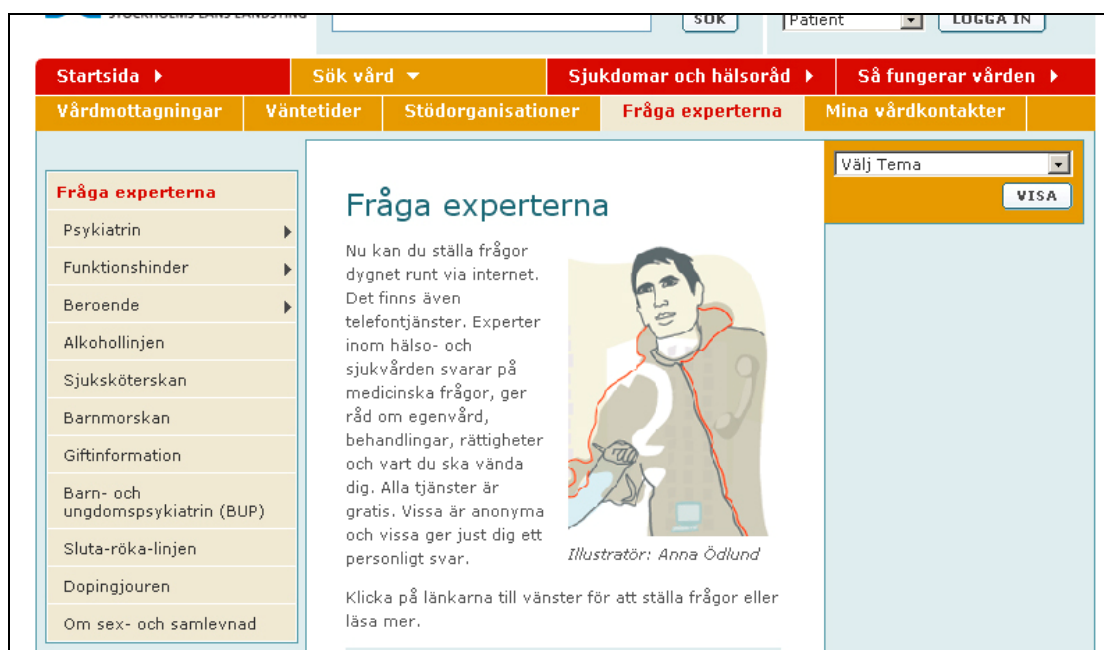 STOCKHOLMS LÄNS LANDSTING
SÖK
Patient
LOGGA IN
Startsida
Sök vård
Sjukdomar och hälsoråd
Så fungerar vården
Vårdmottagningar
Väntetider
Stödorganisationer
Fråga experterna
Mina vårdkontakter
Välj Tema
VISA
Fråga experterna
Psykiatrin
Funktionshinder
Beroende
Alkohollinjen
Sjuksköterskan
Barnmorskan
Giftinformation
Barn- och
ungdomspsykiatrin (BUP)
Sluta-röka-linjen
Dopingjouren
Om sex- och samlevnad
Fråga experterna
Nu kan du ställa frågor
dygnet runt via internet.
Det finns även
telefontjänster. Experter
inom hälso- och
sjukvården svarar på
medicinska frågor, ger
råd om egenvård,
behandlingar, rättigheter
och vart du ska vända
dig. Alla tjänster är
gratis. Vissa är anonyma
och vissa ger just dig ett
personligt svar.
Illustratör: Anna Ödlund
Klicka på länkarna till vänster för att ställa frågor eller
läsa mer.